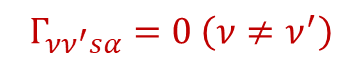 Γ_{νν′sα} = 0 (ν ≠ ν′)